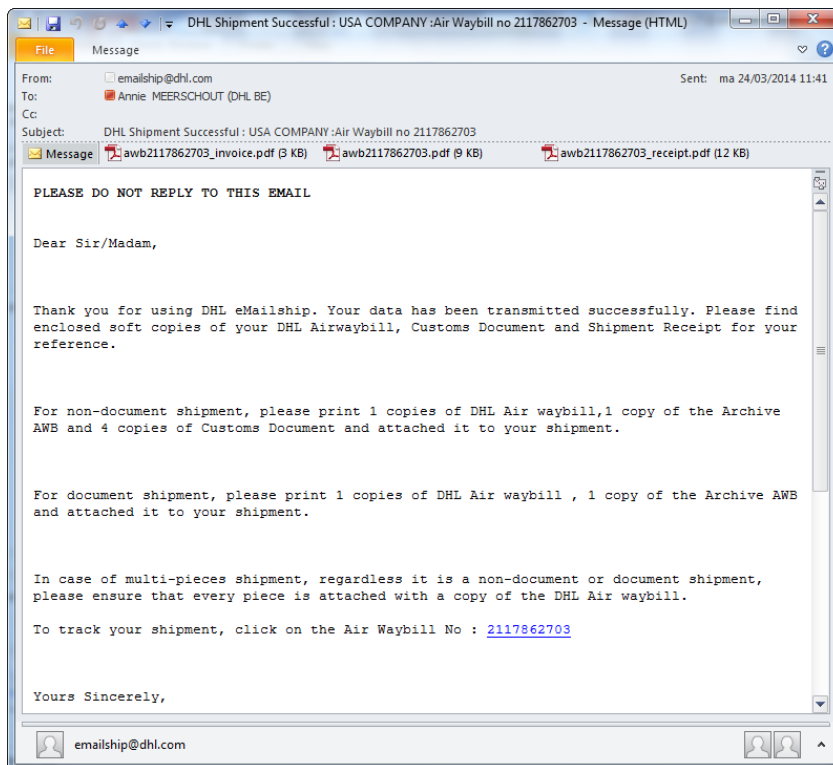 DHL Shipment Successful : USA COMPANY :Air Waybill no 2117862703 - Message (HTML)
File Message
From: emailship@dhl.com Sent: ma 24/03/2014 11:41
To: Annie MEERSCHOUT (DHL BE)
Cc:
Subject: DHL Shipment Successful : USA COMPANY :Air Waybill no 2117862703
Message awb2117862703_invoice.pdf (3 KB) awb2117862703.pdf (9 KB) awb2117862703_receipt.pdf (12 KB)
PLEASE DO NOT REPLY TO THIS EMAIL
Dear Sir/Madam,
Thank you for using DHL eMailship. Your data has been transmitted successfully. Please find
enclosed soft copies of your DHL Airwaybill, Customs Document and Shipment Receipt for your
reference.
For non-document shipment, please print 1 copies of DHL Air waybill,1 copy of the Archive
AWB and 4 copies of Customs Document and attached it to your shipment.
For document shipment, please print 1 copies of DHL Air waybill , 1 copy of the Archive AWB
and attached it to your shipment.
In case of multi-pieces shipment, regardless it is a non-document or document shipment,
please ensure that every piece is attached with a copy of the DHL Air waybill.
To track your shipment, click on the Air Waybill No : 2117862703
Yours Sincerely,
emailship@dhl.com